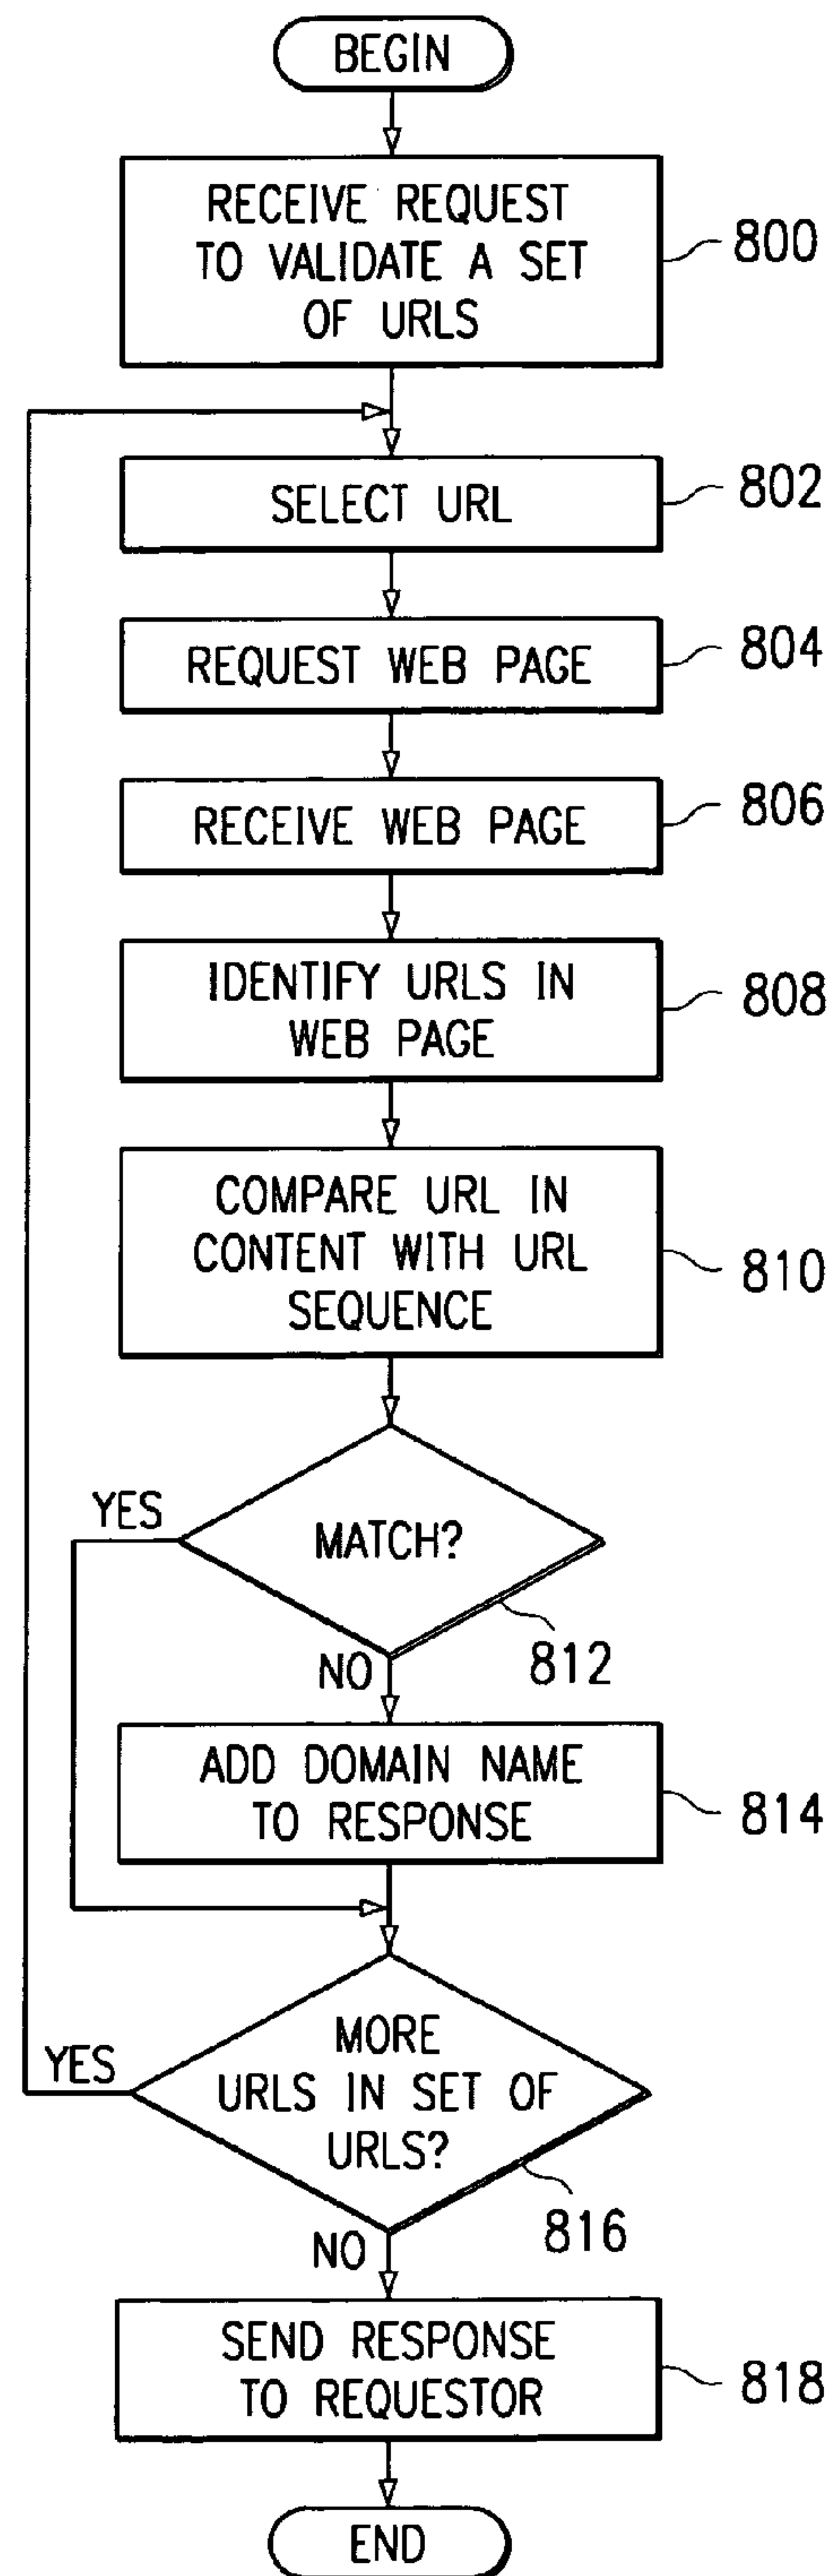 BEGIN
RECEIVE REQUEST
TO VALIDATE A SET
OF URLS
800
SELECT URL
802
REQUEST WEB PAGE
804
RECEIVE WEB PAGE
806
IDENTIFY URLS IN
WEB PAGE
808
COMPARE URL IN
CONTENT WITH URL
SEQUENCE
810
YES
MATCH?
812
NO
ADD DOMAIN NAME
TO RESPONSE
814
MORE
URLS IN SET OF
URLS?
YES
816
NO
SEND RESPONSE
TO REQUESTOR
818
END